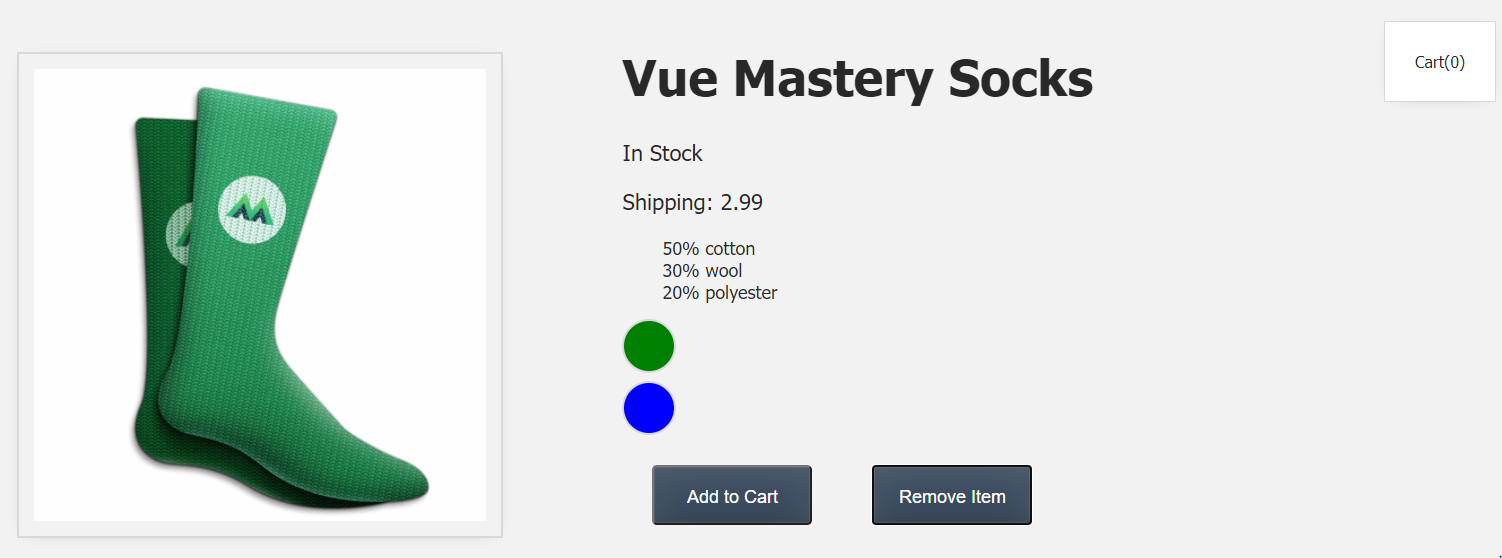 Vue Mastery Socks
Cart(0)
In Stock
Shipping: 2.99
50% cotton
30% wool
20% polyester
Add to Cart
Remove Item